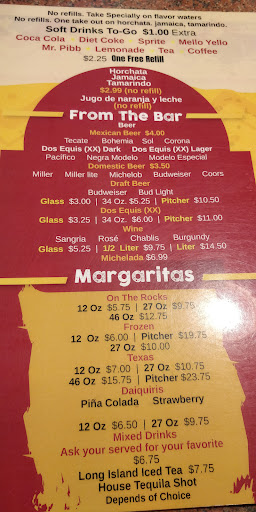 No refills. Take Specially on flavor waters
No refills. One take out on horchata, jamaica, tamarindo.
Soft Drinks To-Go $1.00 Extra
Coca Cola Diet Coke Sprite Mello Yello
Mr. Pibb Lemonade Tea Coffee
$2.25 One Free Refill
Horchata
Jamaica
Tamarindo
$2.99 (no refill)
Jugo de naranja y leche
(no refill)
From The Bar
Beer
Mexican Beer $4.00
Tecate Bohemia Sol Corona
Dos Equis (XX) Dark Dos Equis (XX) Lager
Pacifico Negra Modelo Modelo Especial
Domestic Beer $3.50
Miller Miller lite Michelob Budwaiser Coors
Draft Beer
Budweiser Bud Light
Glass $3.00 | 34 Oz. $5.25 | Pitcher $10.50
Dos Equis (XX)
Glass $3.25 | 34 Oz. $6.00 | Pitcher $11.00
Wine
Sangria Rosé Chablis Burgundy
Glass $5.25 | 1/2 Liter $9.75 | Liter $14.50
Michelada $6.99
Margaritas
On The Rocks
12 Oz $5.75 | 27 Oz $9.75
46 Oz $12.75
Frozen
12 Oz $6.00 | Pitcher $19.75
27 Oz $10.00
Texas
12 Oz $7.00 | 27 Oz $10.75
46 Oz $15.75 | Pitcher $23.75
Daiquiris
Piña Colada Strawberry
12 Oz $6.50 | 27 Oz $9.75
Mixed Drinks
Ask your served for your favorite
$6.75
Long Island Iced Tea $7.75
House Tequila Shot
Depends of Choice